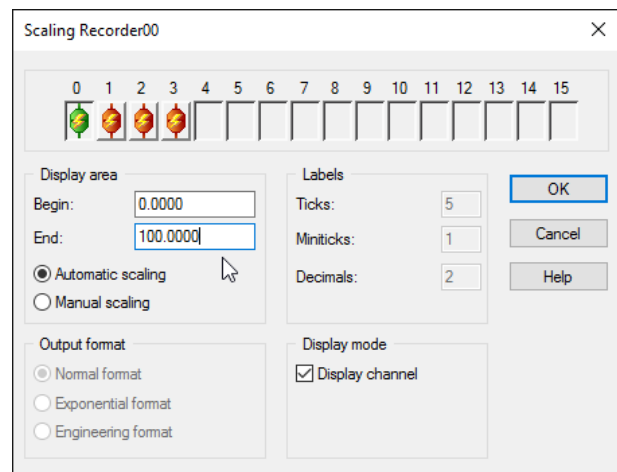 Scaling Recorder00
0 1 2 3 4 5 6 7 8 9 10 11 12 13 14 15
Display area
Begin: 0.0000
End: 100.0000
Automatic scaling
Manual scaling
Labels
Ticks: 5
Miniticks: 1
Decimals: 2
OK
Cancel
Help
Output format
Normal format
Exponential format
Engineering format
Display mode
Display channel